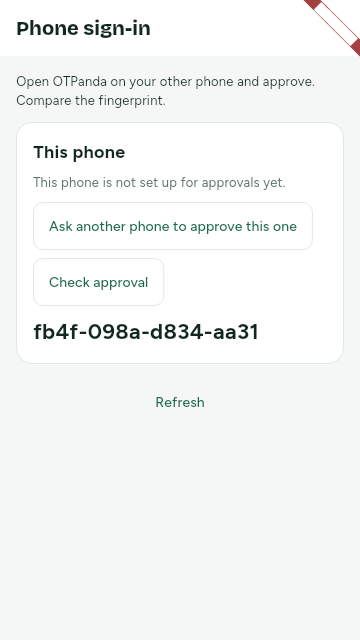 Phone sign-in
Open OTPanda on your other phone and approve.
Compare the fingerprint.
This phone
This phone is not set up for approvals yet.
Ask another phone to approve this one
Check approval
fb4f-098a-d834-aa31
Refresh